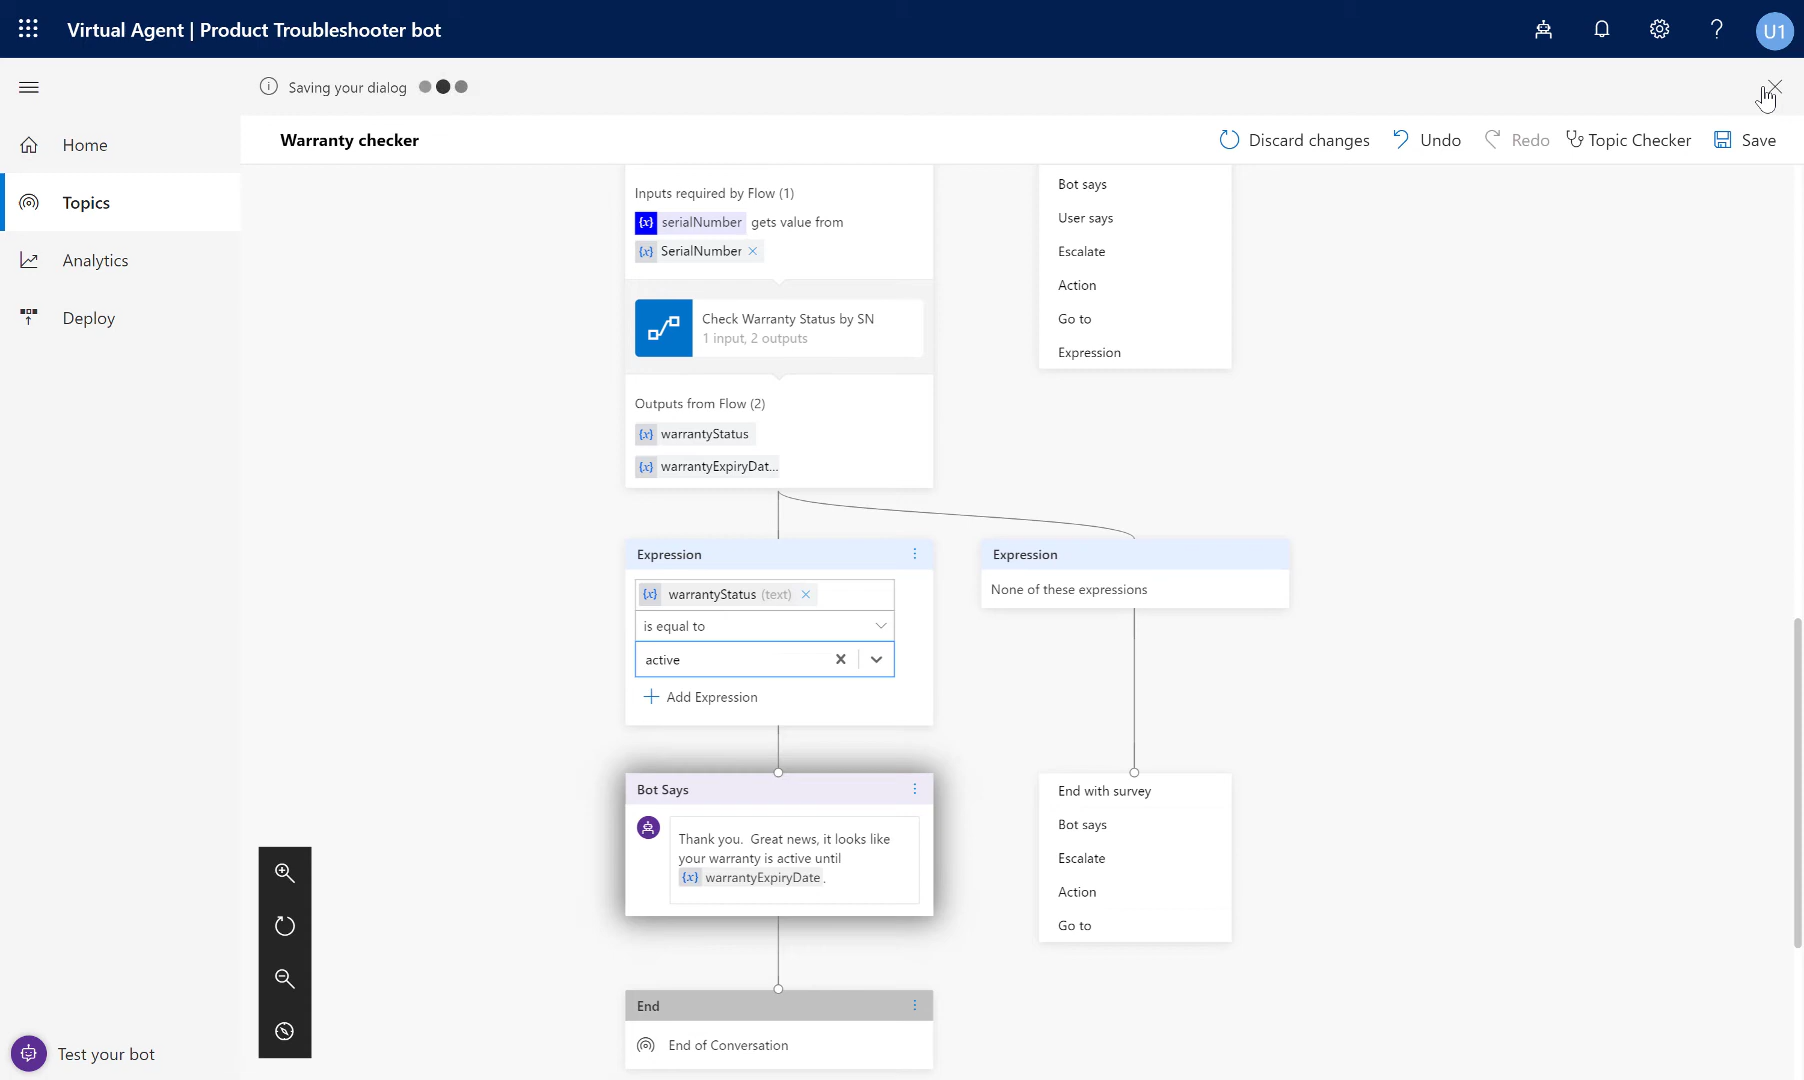 Virtual Agent | Product Troubleshooter bot
?
U1
Saving your dialog
Home
Topics
Analytics
Deploy
Test your bot
Warranty checker
Discard changes
Undo
Redo
Topic Checker
Save
Inputs required by Flow (1)
{x} serialNumber gets value from
{x} SerialNumber ×
Check Warranty Status by SN
1 input, 2 outputs
Outputs from Flow (2)
{x} warrantyStatus
{x} warrantyExpiryDat...
Bot says
User says
Escalate
Action
Go to
Expression
Expression
{x} warrantyStatus (text) ×
is equal to
active
Add Expression
Expression
None of these expressions
Bot Says
Thank you. Great news, it looks like
your warranty is active until
{x} warrantyExpiryDate .
End with survey
Bot says
Escalate
Action
Go to
End
End of Conversation